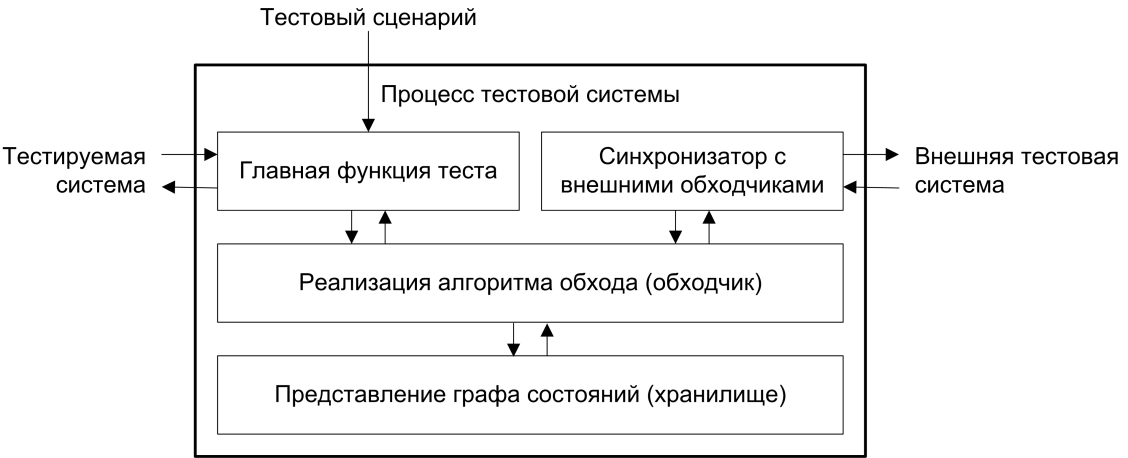 Тестовый сценарий
Процесс тестовой системы
Тестируемая
система
Главная функция теста
Синхронизатор с
внешними обходчиками
Внешняя тестовая
система
Реализация алгоритма обхода (обходчик)
Представление графа состояний (хранилище)